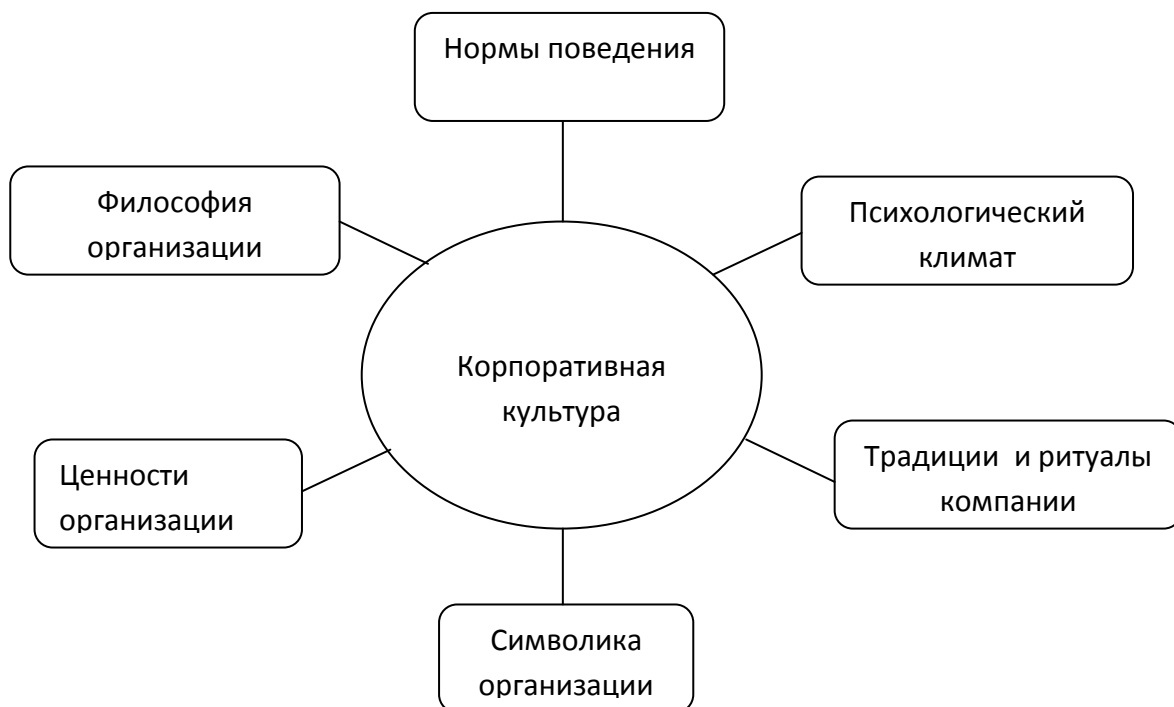 Нормы поведения
Философия
организации
Психологический
климат
Корпоративная
культура
Ценности
организации
Традиции и ритуалы
компании
Символика
организации